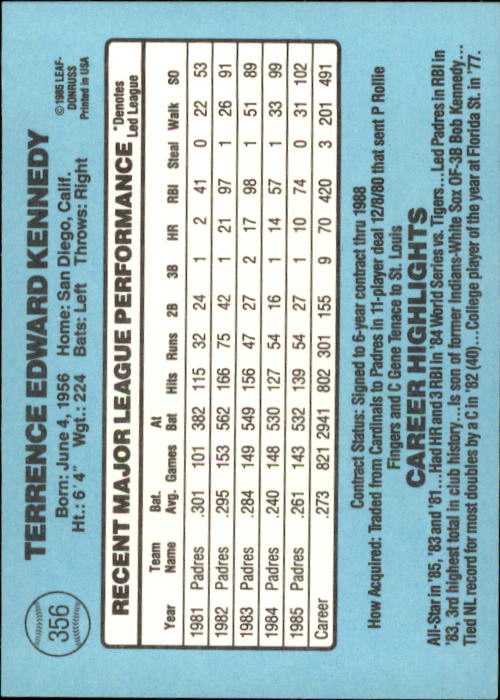 356
TERRENCE EDWARD KENNEDY
©1985 LEAF-
DONRUSS
Printed in USA
Born: June 4, 1956 Home: San Diego, Calif.
Ht.: 6' 4" Wgt.: 224 Bats: Left Throws: Right
RECENT MAJOR LEAGUE PERFORMANCE *Denotes Led League
Year Team Name Bat. Avg. Games At Bat Hits Runs 2B 3B HR RBI Steal Walk SO
1981 Padres .301 101 382 115 32 24 1 2 41 0 22 53
1982 Padres .295 153 562 166 75 42 1 21 97 1 26 91
1983 Padres .284 149 549 156 47 27 2 17 98 1 51 89
1984 Padres .240 148 530 127 54 16 1 14 57 1 33 99
1985 Padres .261 143 532 139 54 27 1 10 74 0 31 102
Career .273 821 2941 802 301 155 9 70 420 3 201 491
Contract Status: Signed to 6-year contract thru 1988
How Acquired: Traded from Cardinals to Padres in 11-player deal 12/8/80 that sent P Rollie
Fingers and C Gene Tenace to St. Louis
CAREER HIGHLIGHTS
All-Star in '85, '83 and '81...Had HR and 3 RBI in '84 World Series vs. Tigers...Led Padres in RBI in
'83, 3rd highest total in club history...Is son of former Indians-White Sox OF-3B Bob Kennedy...
Tied NL record for most doubles by a C in '82 (40)...College player of the year at Florida St. in '77.